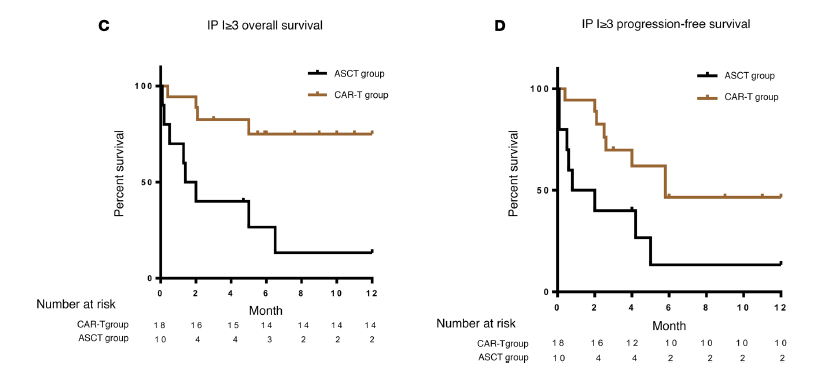 C
IP I≥3 overall survival
ASCT group
CAR-T group
100
50
0
Percent survival
0 2 4 6 8 10 12
Month
Number at risk
CAR-Tgroup 18 16 15 14 14 14 14
ASCT group 10 4 4 3 2 2 2
D
IP I≥3 progression-free survival
ASCT group
CAR-T group
100
50
0
Percent survival
0 2 4 6 8 10 12
Month
Number at risk
CAR-Tgroup 18 16 12 10 10 10 10
ASCT group 10 4 4 2 2 2 2